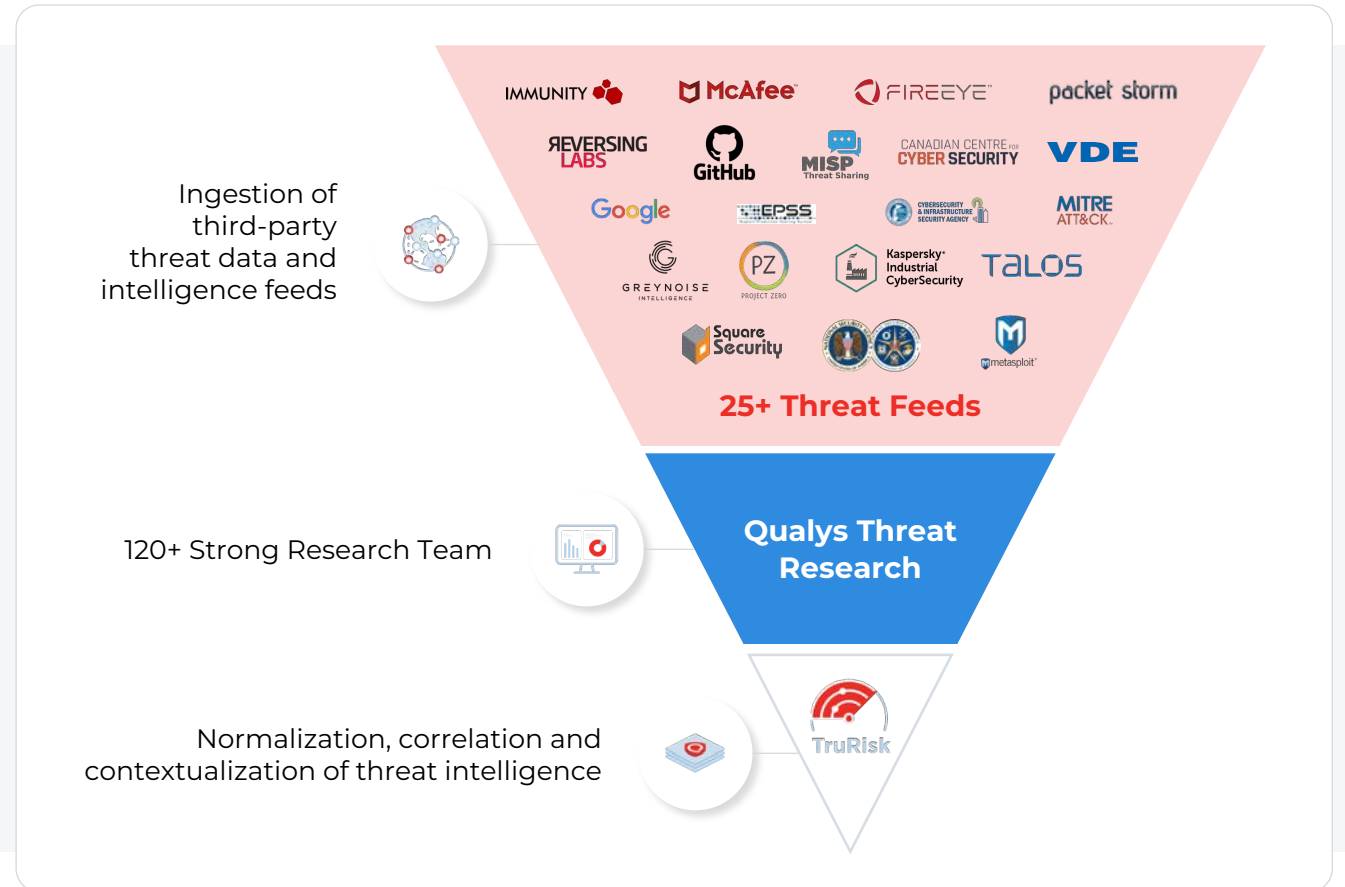 IMMUNITY
McAfee™
FIREEYE™
packet storm
REVERSING
LABS
GitHub
MISP
Threat Sharing
CANADIAN CENTRE FOR
CYBER SECURITY
VDE
Google
EPSS
CYBERSECURITY
& INFRASTRUCTURE
SECURITY AGENCY
MITRE
ATT&CK™
Ingestion of
third-party
threat data and
intelligence feeds
GREYNOISE
INTELLIGENCE
PZ
PROJECT ZERO
Kaspersky®
Industrial
CyberSecurity
TALOS
Square
Security
metasploit®
25+ Threat Feeds
120+ Strong Research Team
Qualys Threat
Research
Normalization, correlation and
contextualization of threat intelligence
TruRisk